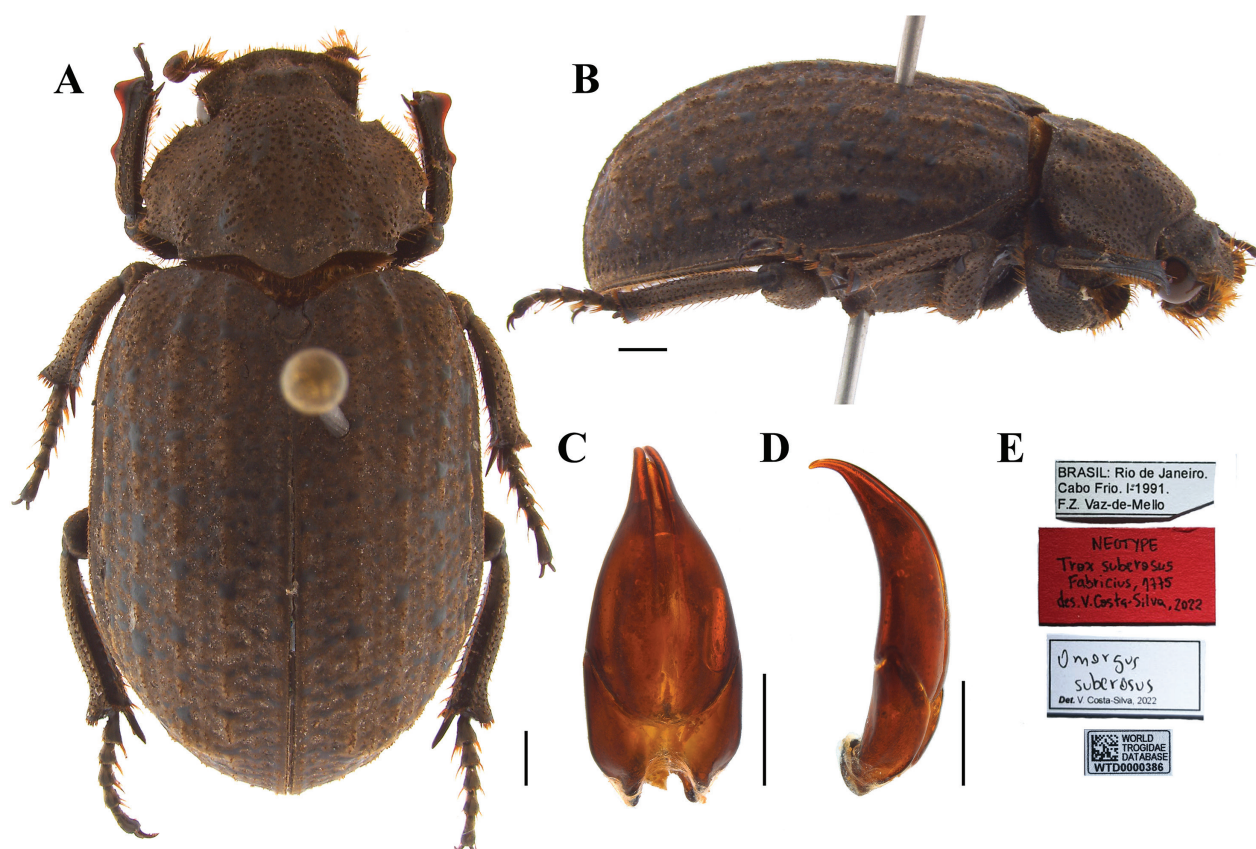 A
B
C
D
E
BRASIL: Rio de Janeiro.
Cabo Frio. I-1991.
F.Z. Vaz-de-Mello
NEOTYPE
Trox suberosus
Fabricius, 1775
des. V. Costa-Silva, 2022
Omorgus
suberosus
Det. V. Costa-Silva, 2022
WORLD
TROGIDAE
DATABASE
WTD0000386